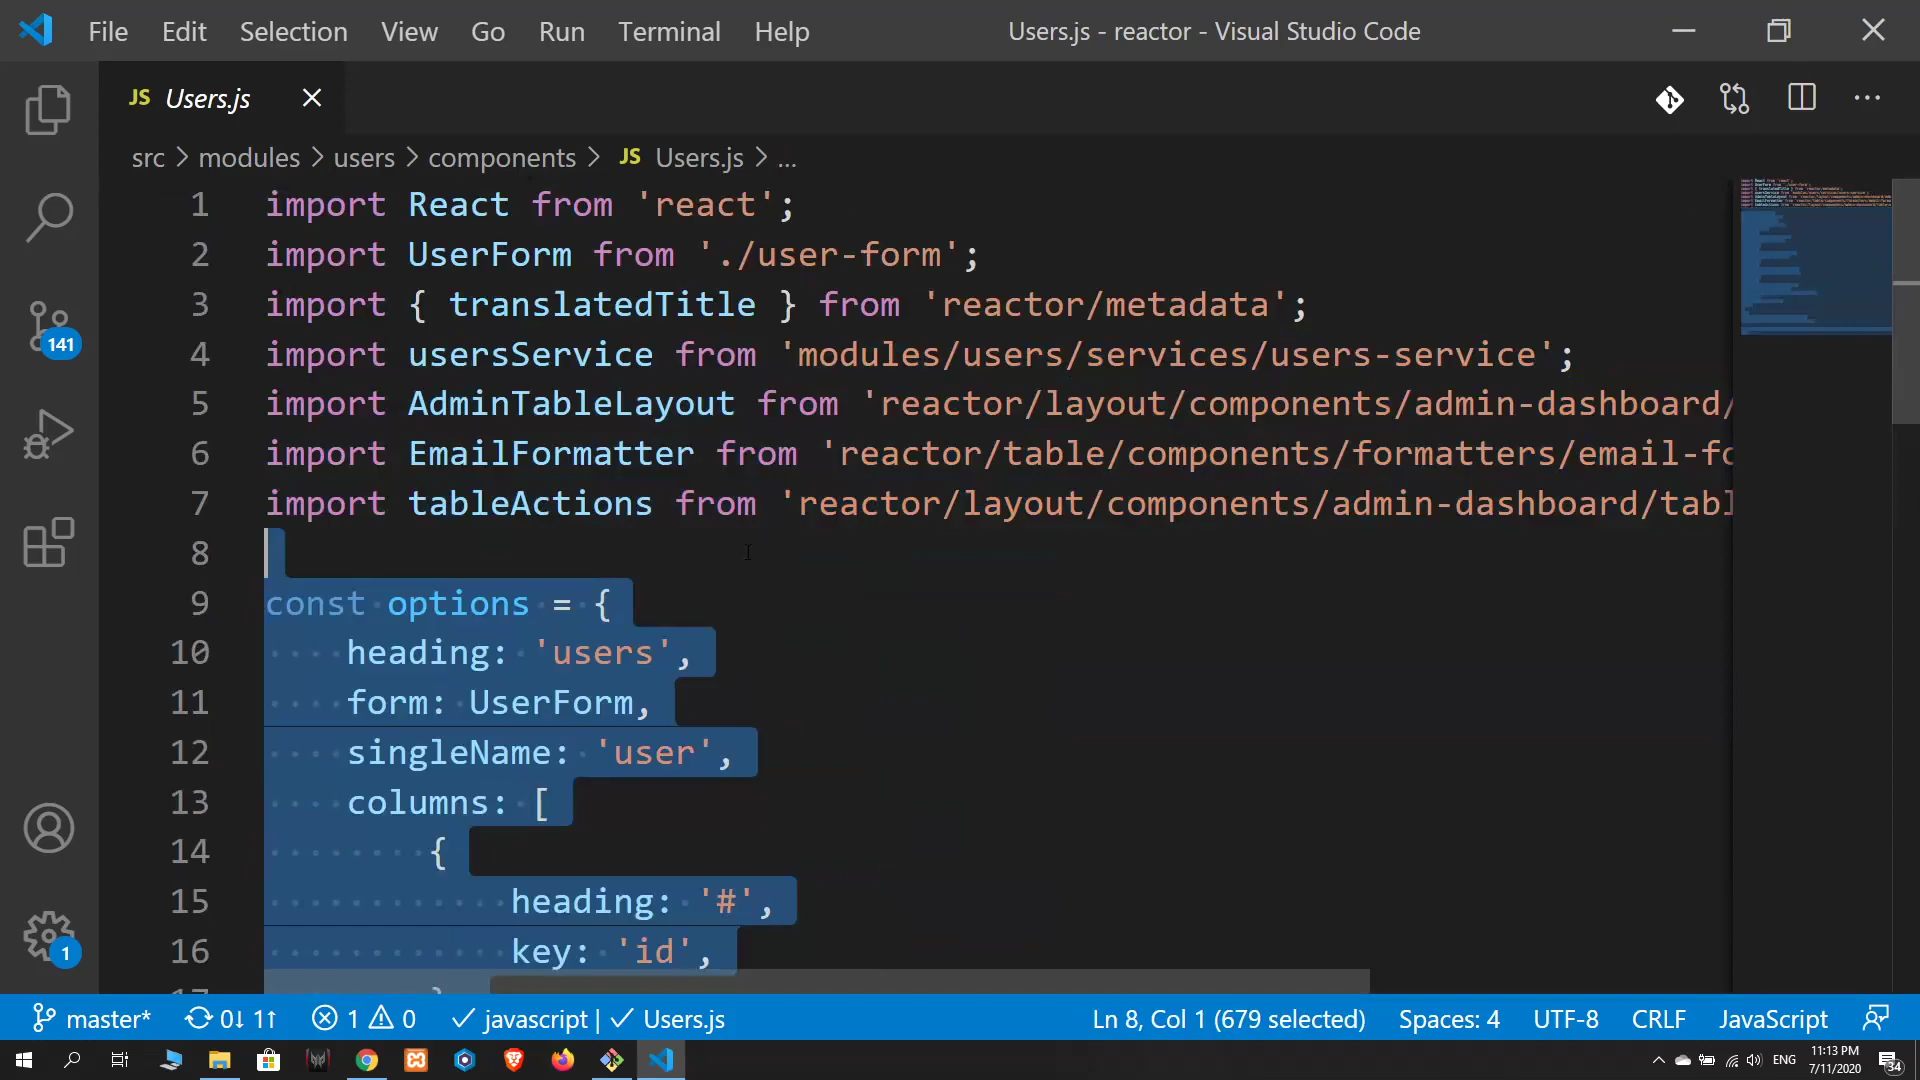 File Edit Selection View Go Run Terminal Help Users.js - reactor - Visual Studio Code
JS Users.js
src > modules > users > components > JS Users.js > ...
1 import React from 'react';
2 import UserForm from './user-form';
3 import { translatedTitle } from 'reactor/metadata';
4 import usersService from 'modules/users/services/users-service';
5 import AdminTableLayout from 'reactor/layout/components/admin-dashboard/
6 import EmailFormatter from 'reactor/table/components/formatters/email-fo
7 import tableActions from 'reactor/layout/components/admin-dashboard/tabl
8
9 const options = {
10 heading: 'users',
11 form: UserForm,
12 singleName: 'user',
13 columns: [
14 {
15 heading: '#',
16 key: 'id',
17 }
141
1
master* 0↓ 1↑ 1 0 javascript | Users.js Ln 8, Col 1 (679 selected) Spaces: 4 UTF-8 CRLF JavaScript
ENG 11:13 PM
7/11/2020 34